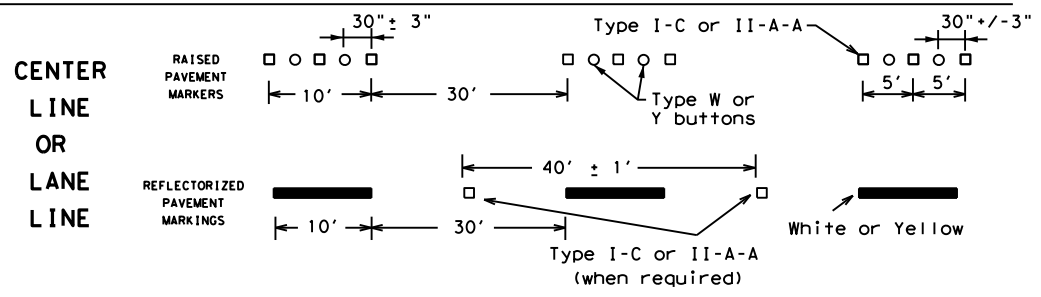 CENTER
LINE
OR
LANE
LINE
RAISED
PAVEMENT
MARKERS
30"± 3"
10'
30'
Type I-C or II-A-A
Type W or
Y buttons
30"+/-3"
5'
5'
REFLECTORIZED
PAVEMENT
MARKINGS
40' ± 1'
10'
30'
Type I-C or II-A-A
(when required)
White or Yellow